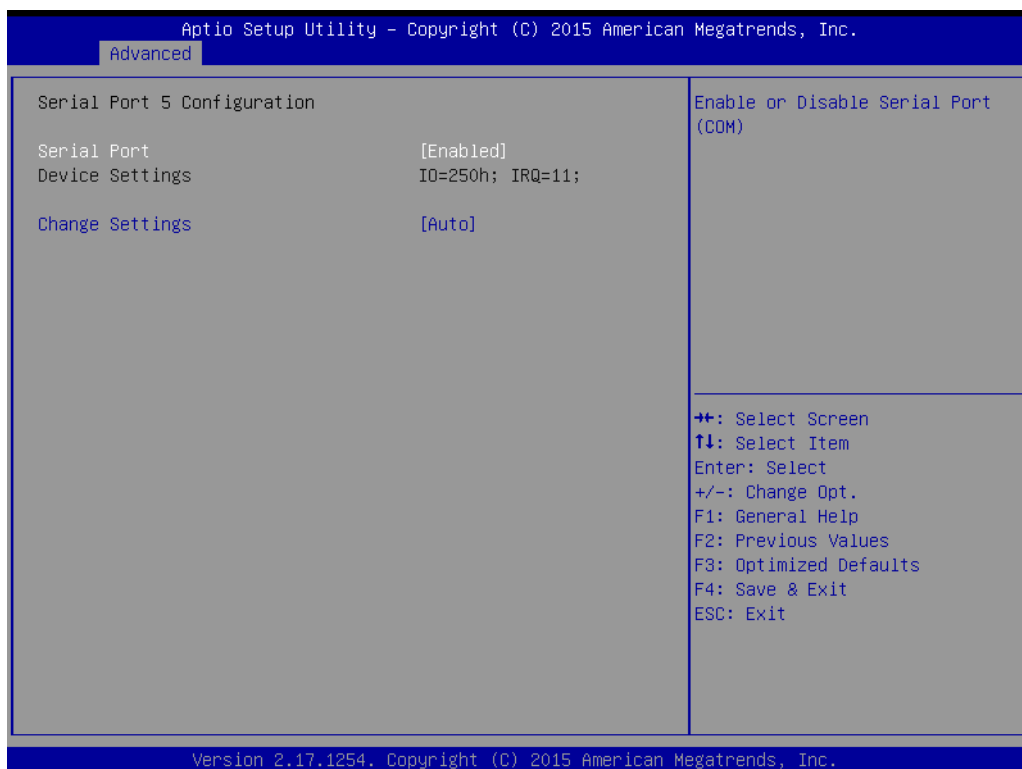 Aptio Setup Utility – Copyright (C) 2015 American Megatrends, Inc.
Advanced
Serial Port 5 Configuration
Serial Port [Enabled]
Device Settings IO=250h; IRQ=11;
Change Settings [Auto]
Enable or Disable Serial Port
(COM)
→←: Select Screen
↑↓: Select Item
Enter: Select
+/-: Change Opt.
F1: General Help
F2: Previous Values
F3: Optimized Defaults
F4: Save & Exit
ESC: Exit
Version 2.17.1254. Copyright (C) 2015 American Megatrends, Inc.